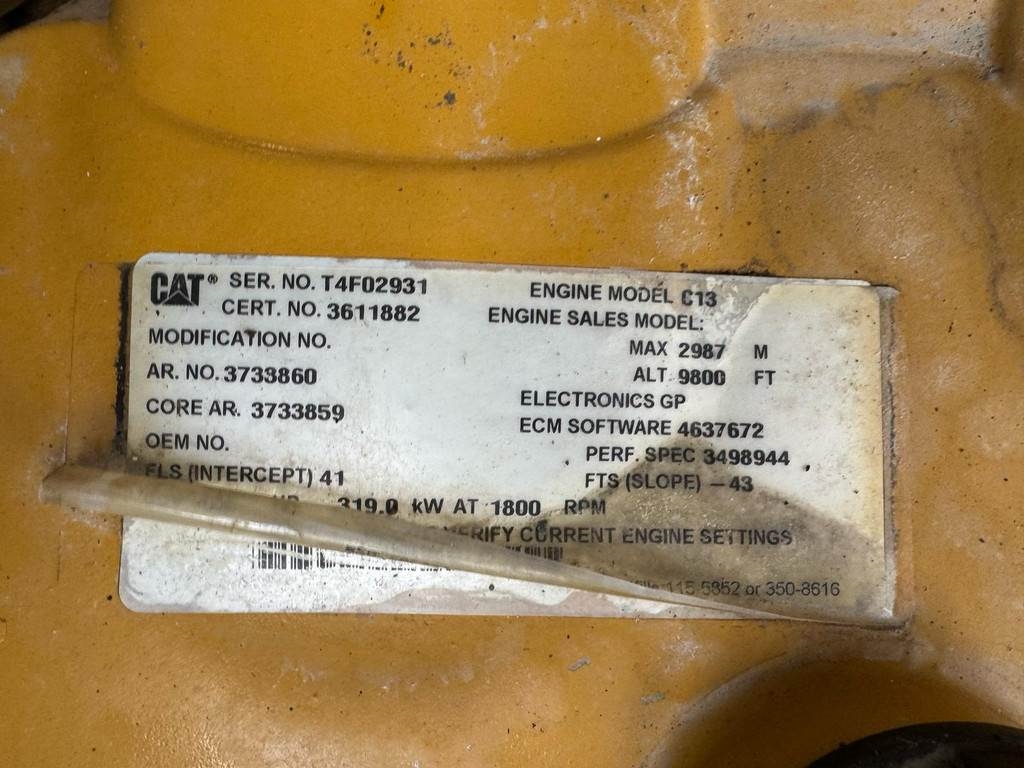 CAT® SER. NO. T4F02931 ENGINE MODEL C13
CERT. NO. 3611882 ENGINE SALES MODEL:
MODIFICATION NO. MAX 2987 M
AR. NO. 3733860 ALT 9800 FT
ELECTRONICS GP
CORE AR. 3733859 ECM SOFTWARE 4637672
OEM NO. PERF. SPEC 3498944
FLS (INTERCEPT) 41 FTS (SLOPE) -43
319.0 kW AT 1800 RPM
VERIFY CURRENT ENGINE SETTINGS
115-5852 or 350-8616